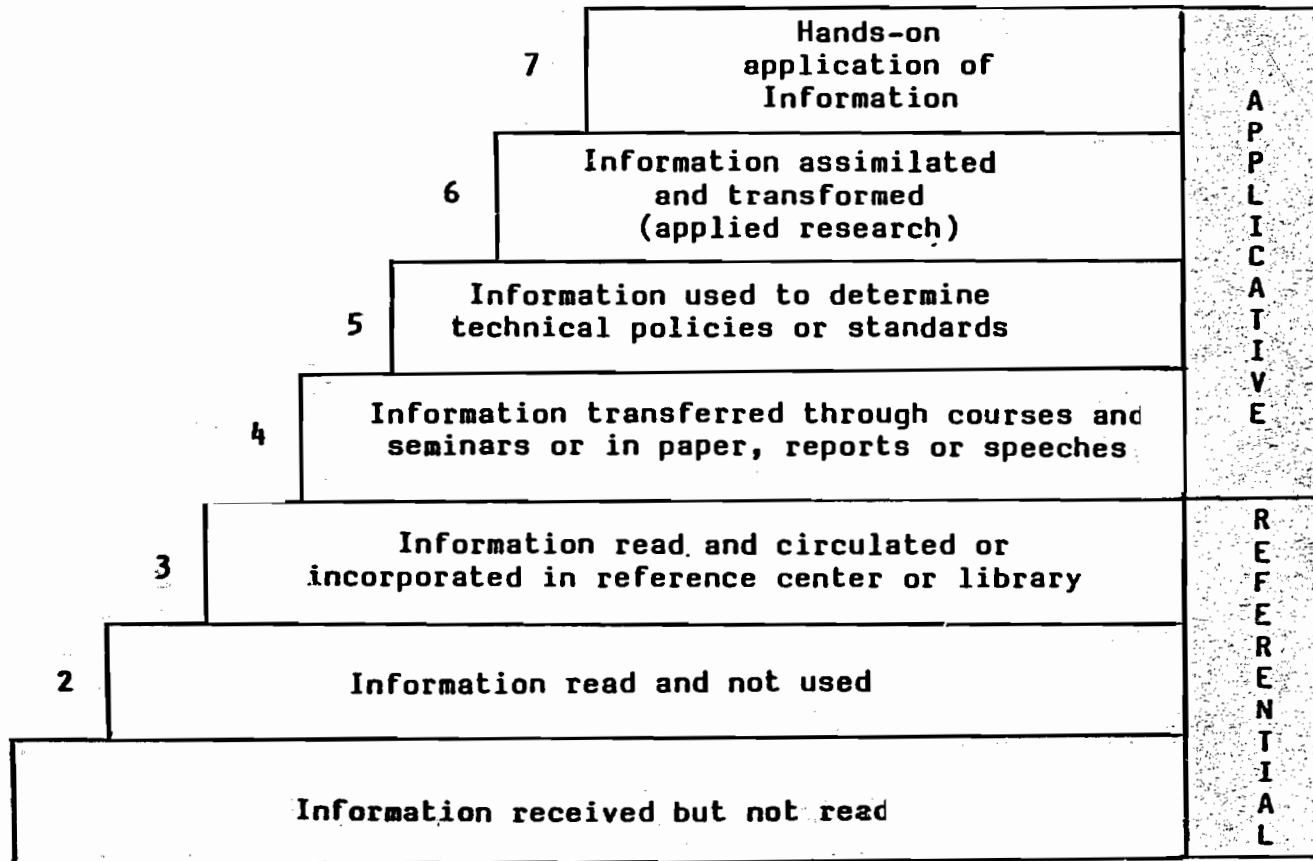 7
Hands-on
application of
Information
6
Information assimilated
and transformed
(applied research)
5
Information used to determine
technical policies or standards
4
Information transferred through courses and
seminars or in paper, reports or speeches
APPLICATIVE
3
Information read and circulated or
incorporated in reference center or library
2
Information read and not used
Information received but not read
REFERENTIAL